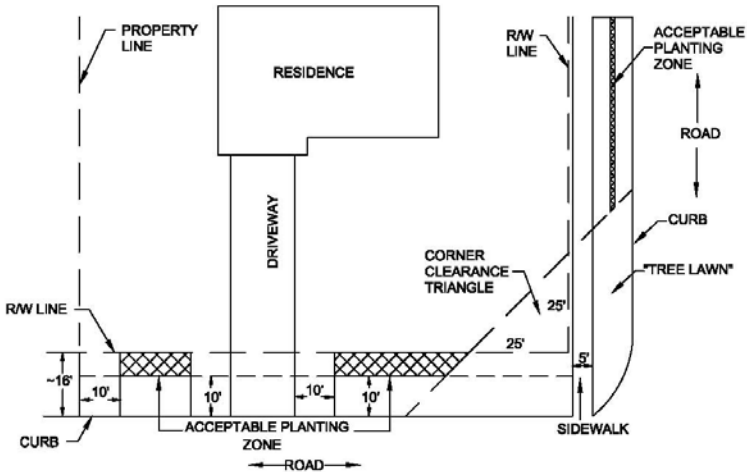 PROPERTY
LINE
RESIDENCE
R/W
LINE
ACCEPTABLE
PLANTING
ZONE
ROAD
DRIVEWAY
CURB
CORNER
CLEARANCE
TRIANGLE
"TREE LAWN"
25'
R/W LINE
25'
5'
~16'
10'
10'
10'
10'
10'
CURB
ACCEPTABLE PLANTING
ZONE
SIDEWALK
ROAD